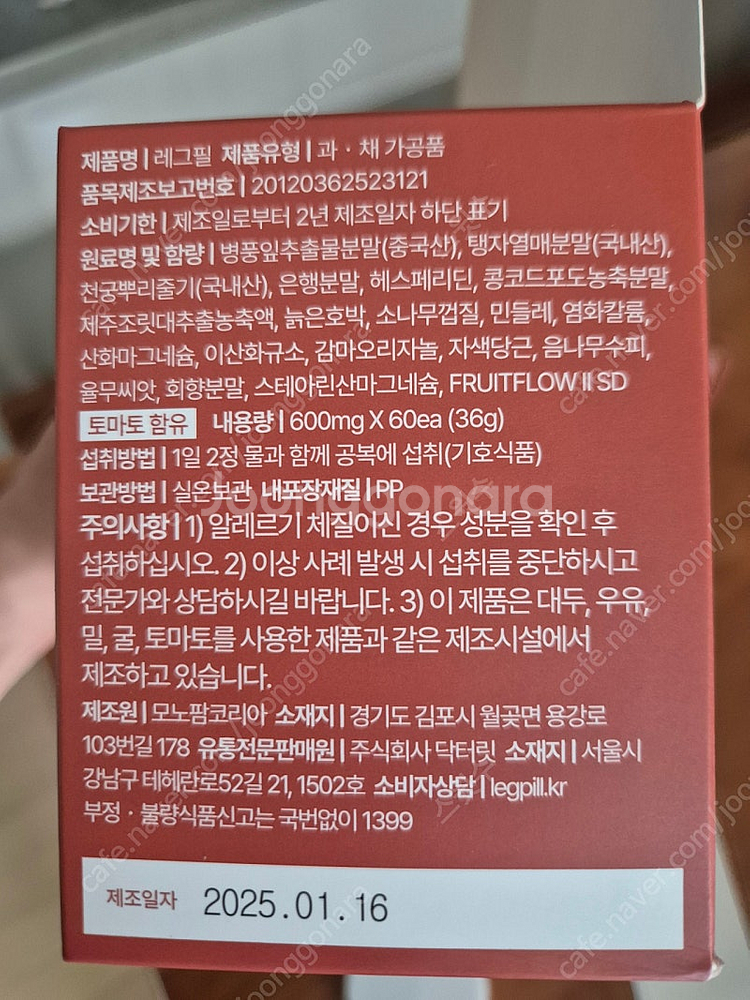 제품명 | 레그필 제품유형 | 과 · 채 가공품
품목제조보고번호 | 20120362523121
소비기한 | 제조일로부터 2년 제조일자 하단 표기
원료명 및 함량 | 병풍잎추출물분말(중국산), 탱자열매분말(국내산),
천궁뿌리줄기(국내산), 은행분말, 헤스페리딘, 콩코드포도농축분말,
제주조릿대추출농축액, 늙은호박, 소나무껍질, 민들레, 염화칼륨,
산화마그네슘, 이산화규소, 감마오리자놀, 자색당근, 음나무수피,
율무씨앗, 회향분말, 스테아린산마그네슘, FRUITFLOW II SD
토마토 함유 내용량 | 600mg X 60ea (36g)
섭취방법 | 1일 2정 물과 함께 공복에 섭취(기호식품)
보관방법 | 실온보관 내포장재질 | PP
주의사항 | 1) 알레르기 체질이신 경우 성분을 확인 후
섭취하십시오. 2) 이상 사례 발생 시 섭취를 중단하시고
전문가와 상담하시길 바랍니다. 3) 이 제품은 대두, 우유,
밀, 굴, 토마토를 사용한 제품과 같은 제조시설에서
제조하고 있습니다.
제조원 | 모노팜코리아 소재지 | 경기도 김포시 월곶면 용강로
103번길 178 유통전문판매원 | 주식회사 닥터릿 소재지 | 서울시
강남구 테헤란로52길 21, 1502호 소비자상담 | legpill.kr
부정 · 불량식품신고는 국번없이 1399
제조일자 2025.01.16
Joonggonara
cafe.naver.com/joonggonara